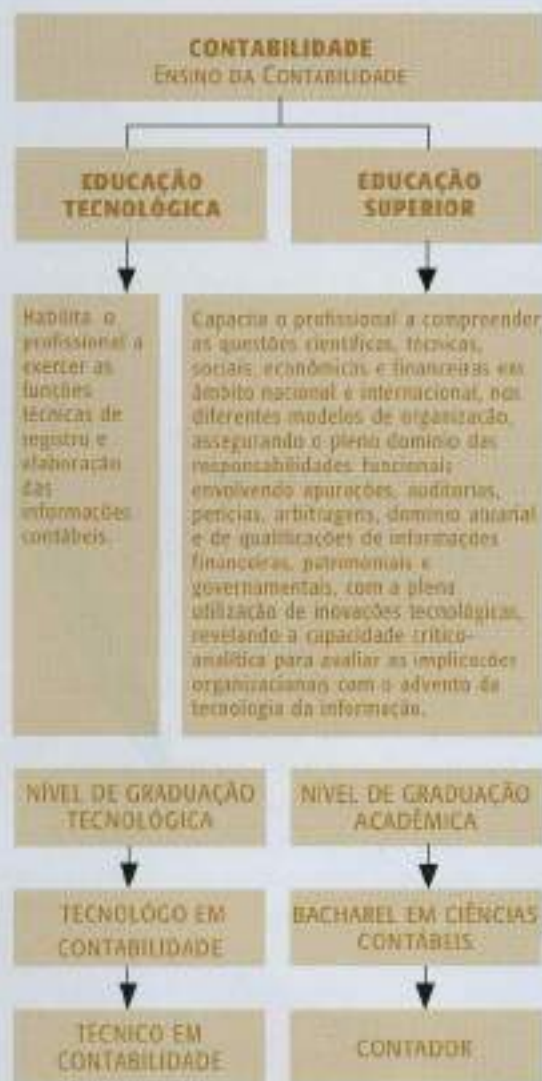 CONTABILIDADE
ENSINO DA CONTABILIDADE
EDUCAÇÃO
TECNOLÓGICA
EDUCAÇÃO
SUPERIOR
Habilita o
profissional a
exercer as
funções
técnicas de
registro e
elaboração
das
informações
contábeis.
Capacita o profissional a compreender
as questões científicas, técnicas,
sociais, econômicas e financeiras em
âmbito nacional e internacional, nos
diferentes modelos de organização,
assegurando o pleno domínio das
responsabilidades funcionais
envolvendo apurações, auditorias,
perícias, arbitragens, domínio atuarial
e de qualificações de informações
financeiras, patrimoniais e
governamentais, com a plena
utilização de inovações tecnológicas,
revelando a capacidade crítico-
analítica para avaliar as implicações
organizacionais com o advento da
tecnologia da informação.
NÍVEL DE GRADUAÇÃO
TECNOLÓGICA
NÍVEL DE GRADUAÇÃO
ACADÊMICA
TECNOLÓGO EM
CONTABILIDADE
BACHAREL EM CIÊNCIAS
CONTÁBEIS
TÉCNICO EM
CONTABILIDADE
CONTADOR